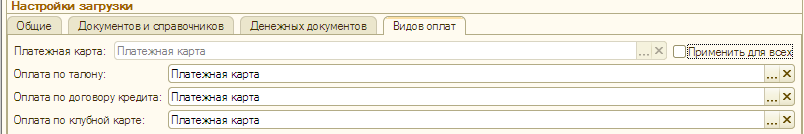 Настройки загрузки
Общие Документов и справочников Денежных документов Видов оплат
Платежная карта: Платежная карта ... × Применить для всех
Оплата по талону: Платежная карта ... ×
Оплата по договору кредита: Платежная карта ... ×
Оплата по клубной карте: Платежная карта ... ×